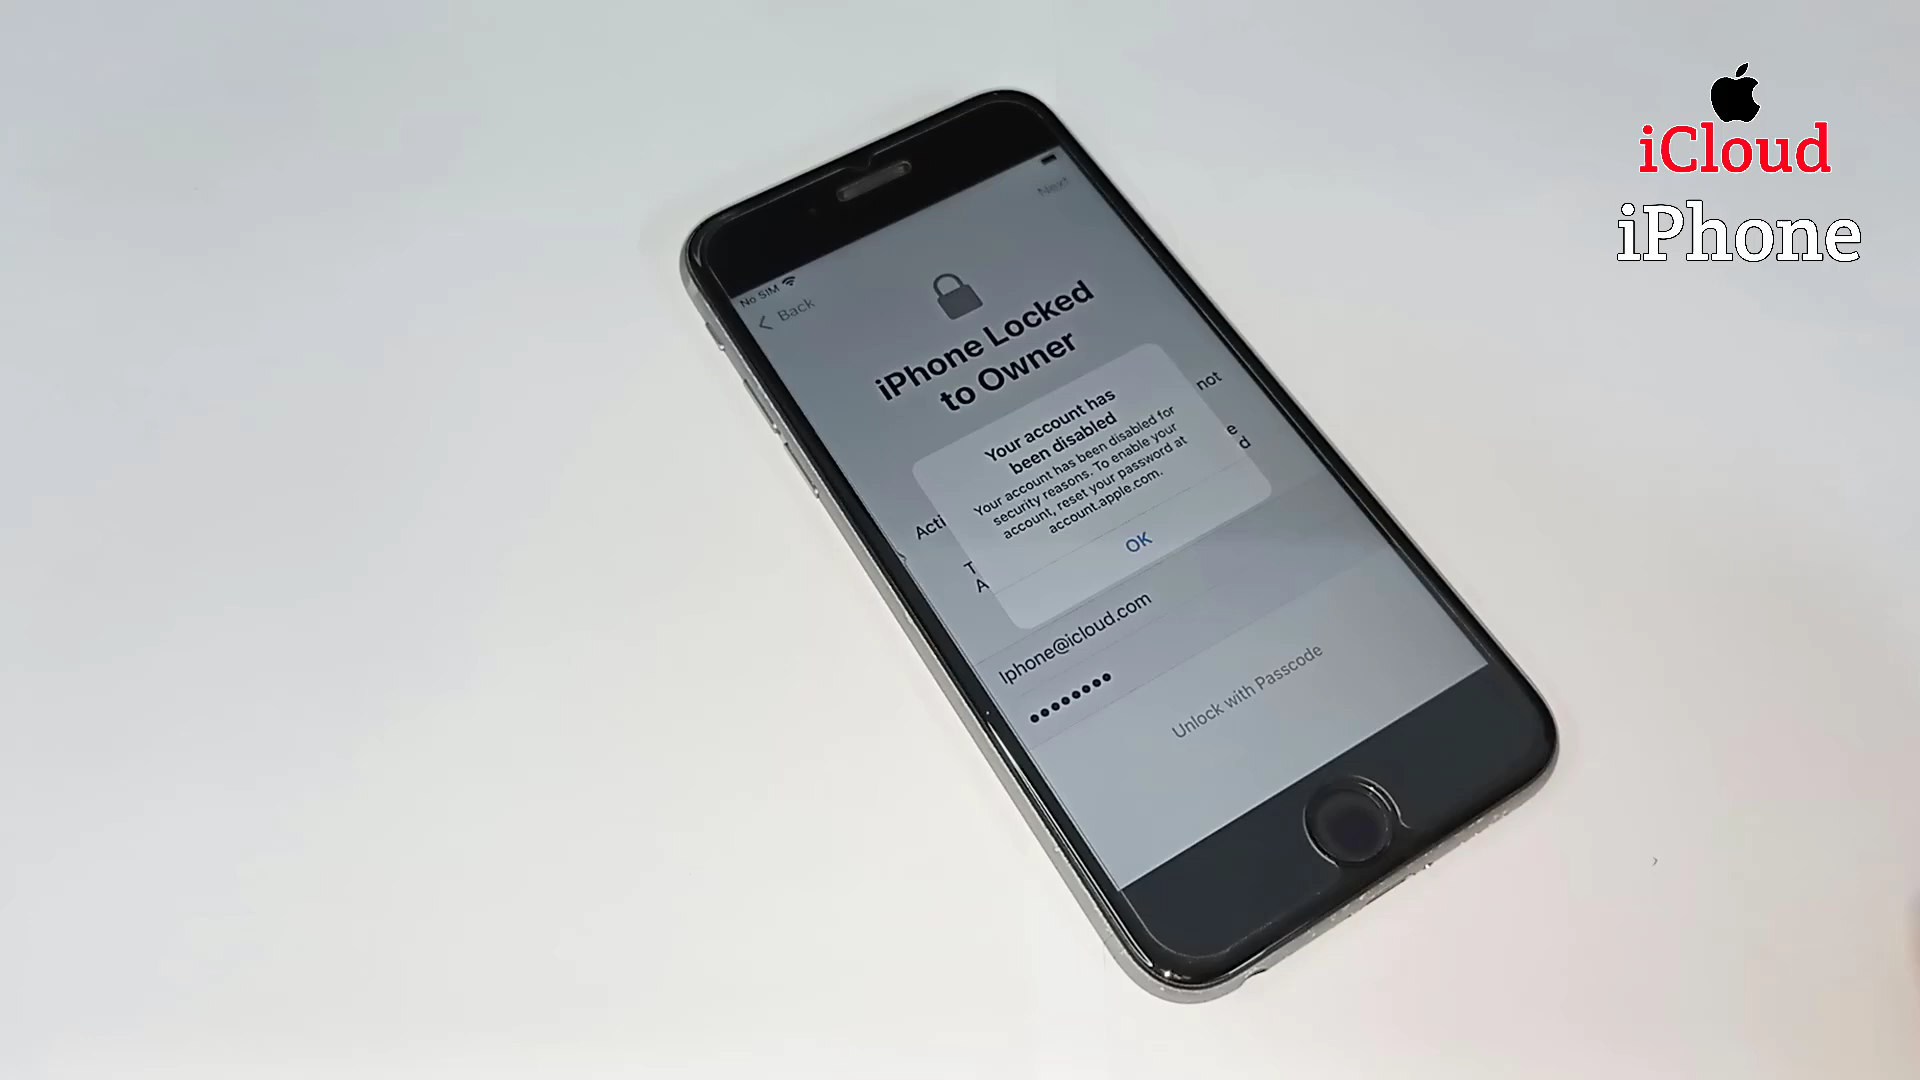 iCloud
iPhone
No SIM
Back
Next
iPhone Locked
to Owner
not
Acti
e
d
T
A
Your account has
been disabled
Your account has been disabled for
security reasons. To enable your
account, reset your password at
account.apple.com.
OK
Iphone@icloud.com
Unlock with Passcode